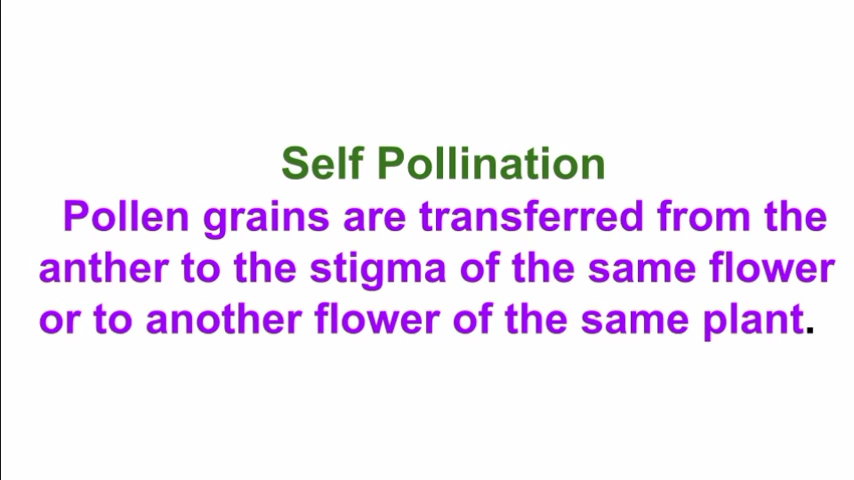 Self Pollination
Pollen grains are transferred from the
anther to the stigma of the same flower
or to another flower of the same plant.